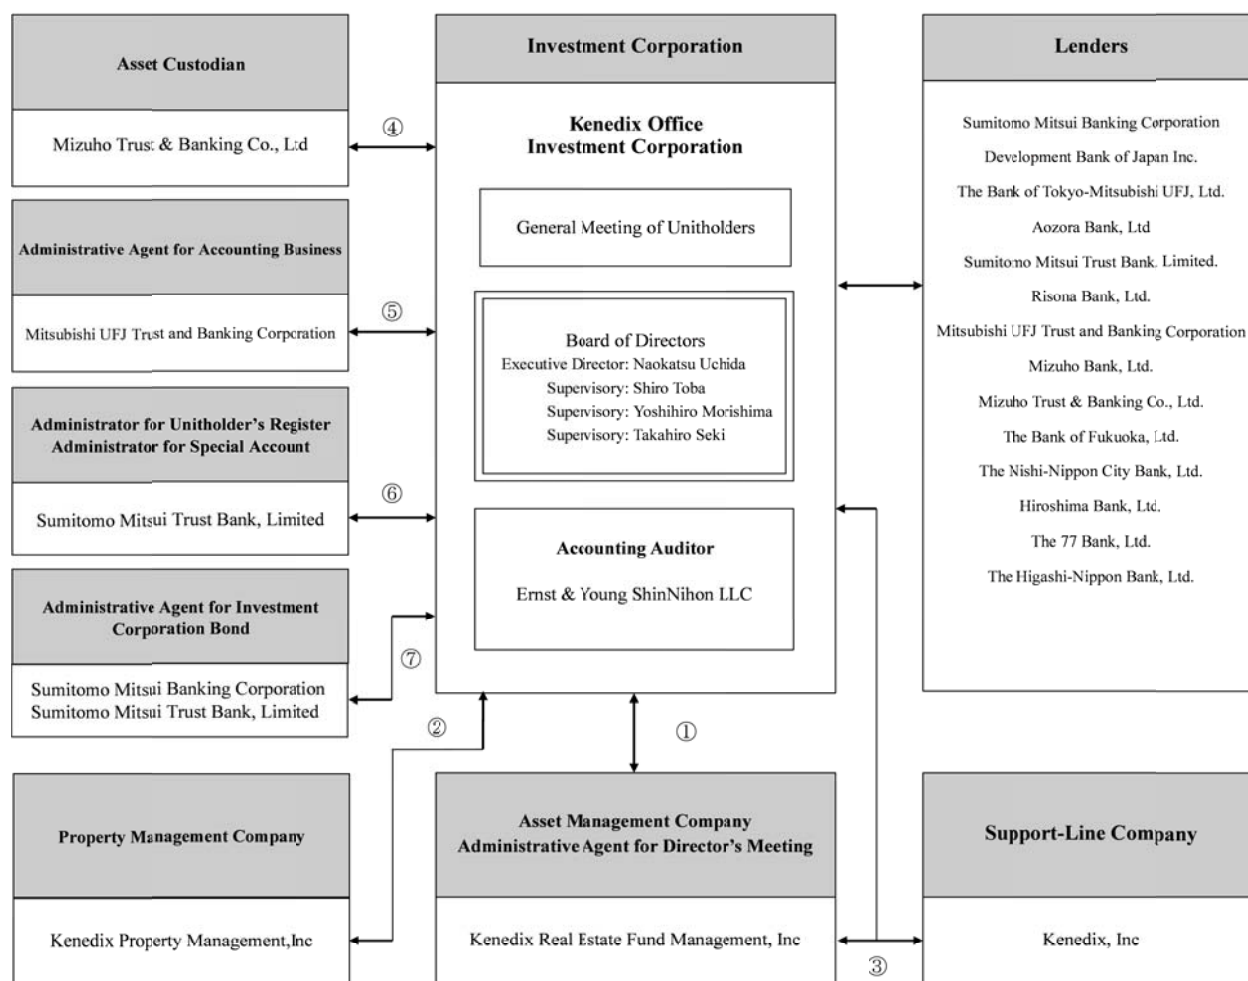 Asset Custodian
Mizuho Trust & Banking Co., Ltd
④
Administrative Agent for Accounting Business
Mitsubishi UFJ Trust and Banking Corporation
⑤
Administrator for Unitholder's Register
Administrator for Special Account
Sumitomo Mitsui Trust Bank, Limited
⑥
Administrative Agent for Investment
Corporation Bond
Sumitomo Mitsui Banking Corporation
Sumitomo Mitsui Trust Bank, Limited
⑦
Property Management Company
Kenedix Property Management,Inc
②
Investment Corporation
Kenedix Office
Investment Corporation
General Meeting of Unitholders
Board of Directors
Executive Director: Naokatsu Uchida
Supervisory: Shiro Toba
Supervisory: Yoshihiro Morishima
Supervisory: Takahiro Seki
Accounting Auditor
Ernst & Young ShinNihon LLC
①
Asset Management Company
Administrative Agent for Director's Meeting
Kenedix Real Estate Fund Management, Inc
③
Lenders
Sumitomo Mitsui Banking Corporation
Development Bank of Japan Inc.
The Bank of Tokyo-Mitsubishi UFJ, Ltd.
Aozora Bank, Ltd
Sumitomo Mitsui Trust Bank. Limited.
Risona Bank, Ltd.
Mitsubishi UFJ Trust and Banking Corporation
Mizuho Bank, Ltd.
Mizuho Trust & Banking Co., Ltd.
The Bank of Fukuoka, Ltd.
The Nishi-Nippon City Bank, Ltd.
Hiroshima Bank, Ltd.
The 77 Bank, Ltd.
The Higashi-Nippon Bank, Ltd.
Support-Line Company
Kenedix, Inc